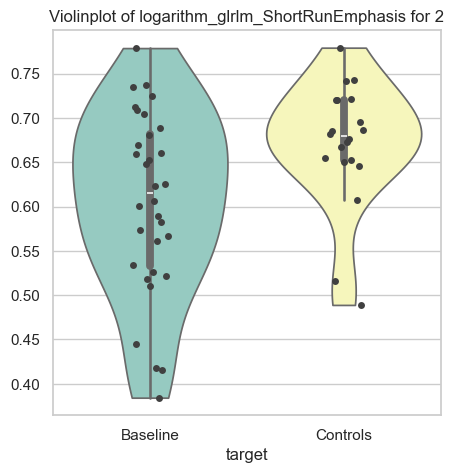 Violinplot of logarithm_glrlm_ShortRunEmphasis for 2
0.75
0.70
0.65
0.60
0.55
0.50
0.45
0.40
Baseline
Controls
target